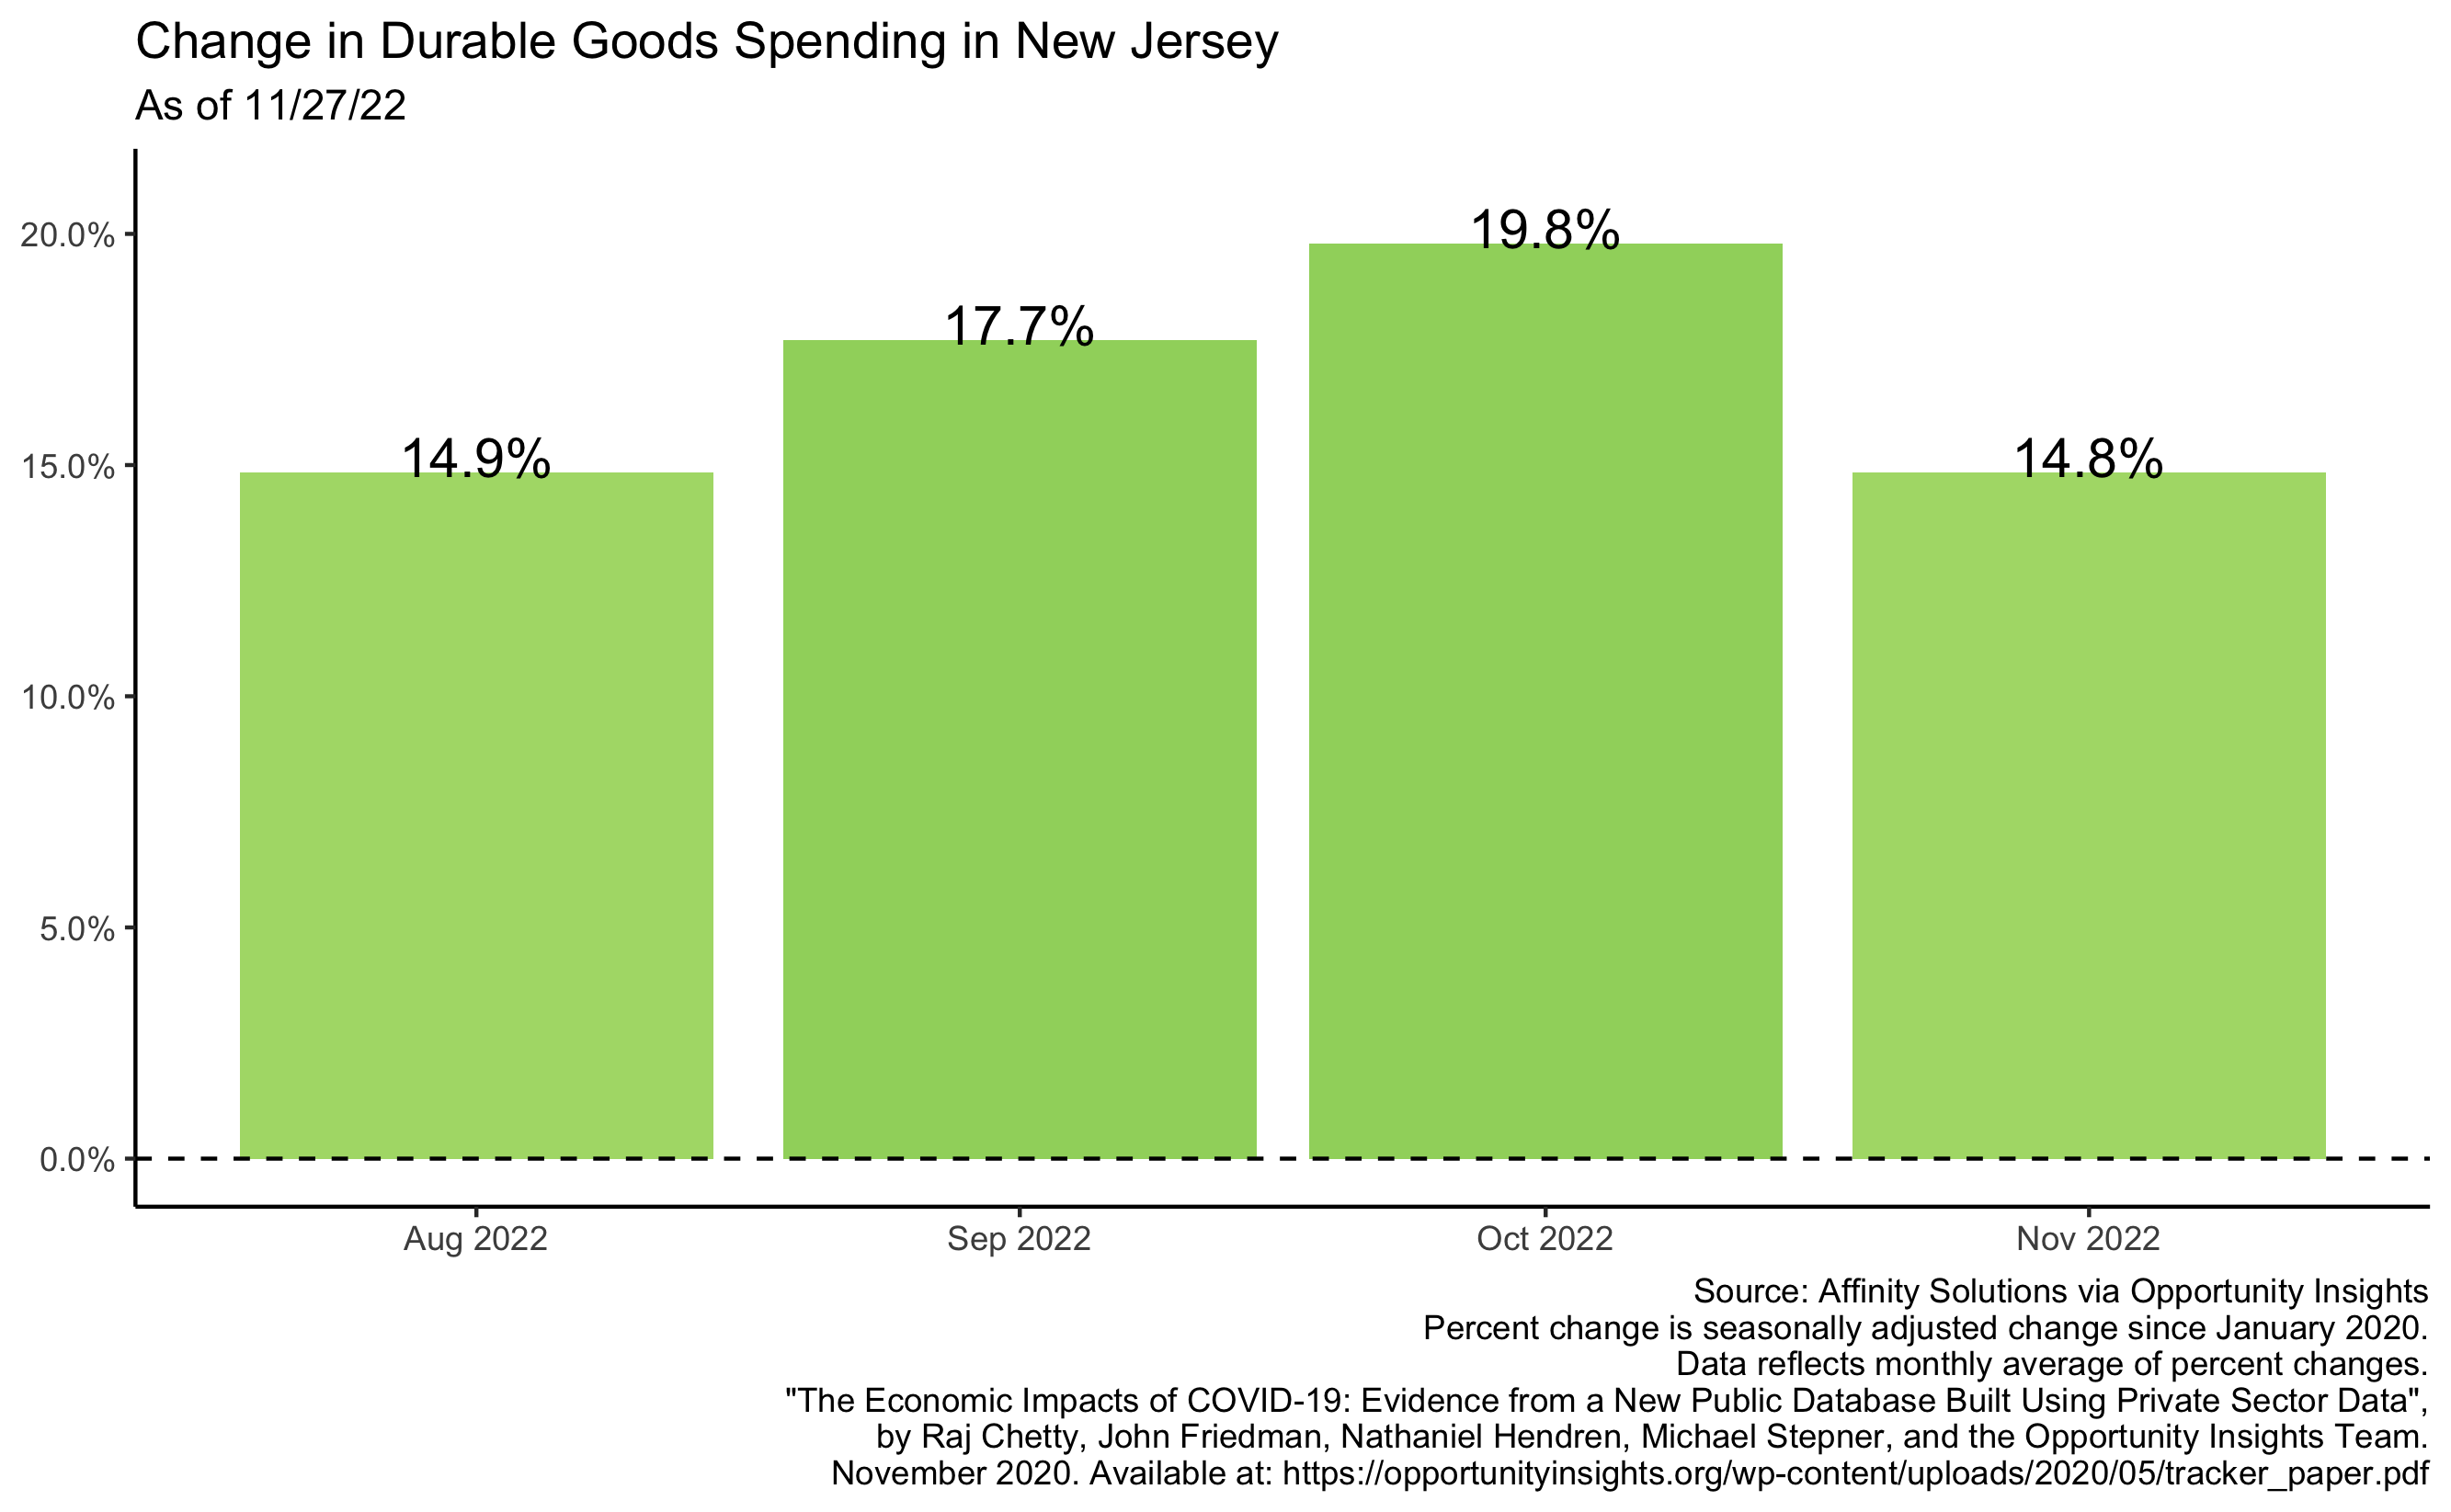 Change in Durable Goods Spending in New Jersey
As of 11/27/22
20.0%
15.0%
10.0%
5.0%
0.0%
14.9%
17.7%
19.8%
14.8%
Aug 2022
Sep 2022
Oct 2022
Nov 2022
Source: Affinity Solutions via Opportunity Insights
Percent change is seasonally adjusted change since January 2020.
Data reflects monthly average of percent changes.
"The Economic Impacts of COVID-19: Evidence from a New Public Database Built Using Private Sector Data",
by Raj Chetty, John Friedman, Nathaniel Hendren, Michael Stepner, and the Opportunity Insights Team.
November 2020. Available at: https://opportunityinsights.org/wp-content/uploads/2020/05/tracker_paper.pdf